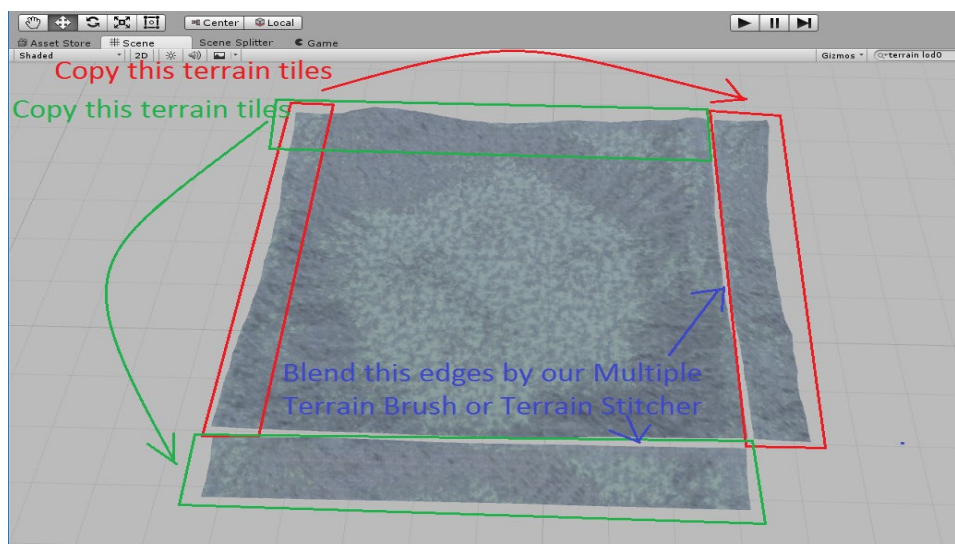 Center Local
Asset Store Scene Scene Splitter Game
Shaded 2D Gizmos terrain lod0
Copy this terrain tiles
Copy this terrain tiles
Blend this edges by our Multiple
Terrain Brush or Terrain Stitcher